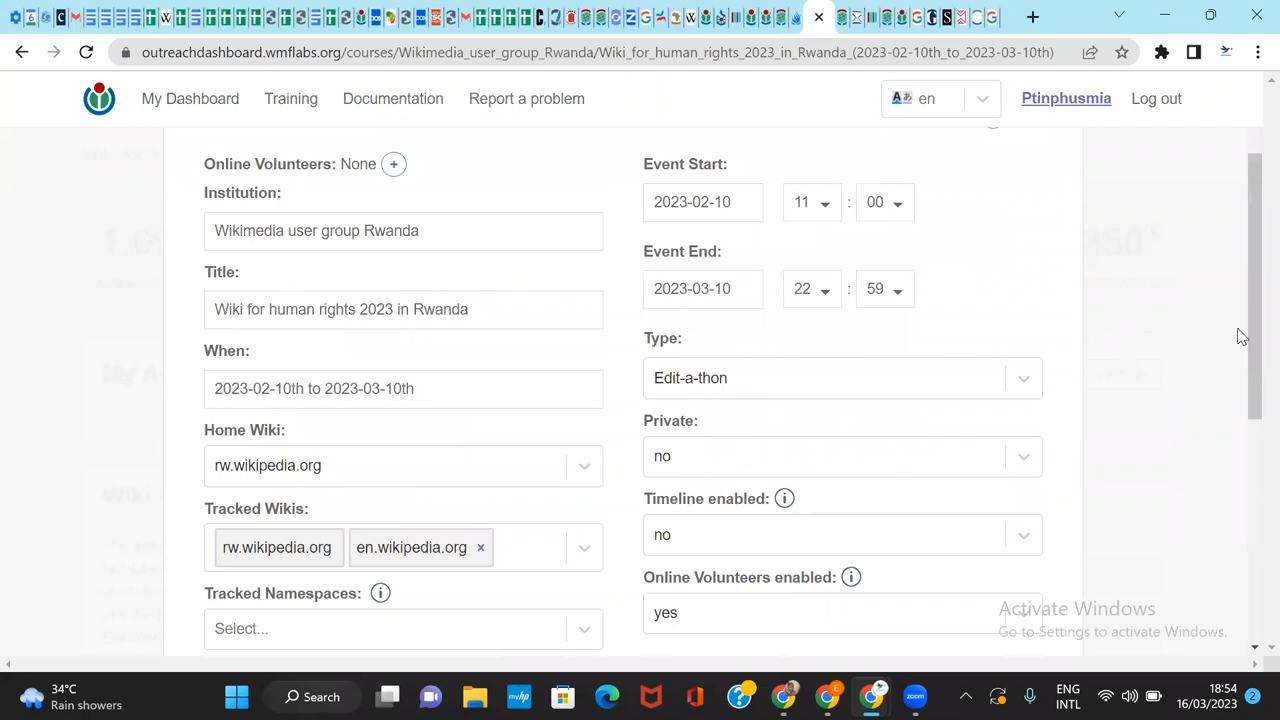 outreachdashboard.wmflabs.org/courses/Wikimedia_user_group_Rwanda/Wiki_for_human_rights_2023_in_Rwanda_(2023-02-10th_to_2023-03-10th)
My Dashboard Training Documentation Report a problem en Ptinphusmia Log out
Online Volunteers: None +
Institution:
Wikimedia user group Rwanda
Title:
Wiki for human rights 2023 in Rwanda
When:
2023-02-10th to 2023-03-10th
Home Wiki:
rw.wikipedia.org
Tracked Wikis:
rw.wikipedia.org en.wikipedia.org ×
Tracked Namespaces: i
Select...
Event Start:
2023-02-10 11 : 00
Event End:
2023-03-10 22 : 59
Type:
Edit-a-thon
Private:
no
Timeline enabled: i
no
Online Volunteers enabled: i
yes
Activate Windows
Go to Settings to activate Windows.
34°C
Rain showers
Search
ENG
INTL
18:54
16/03/2023
2